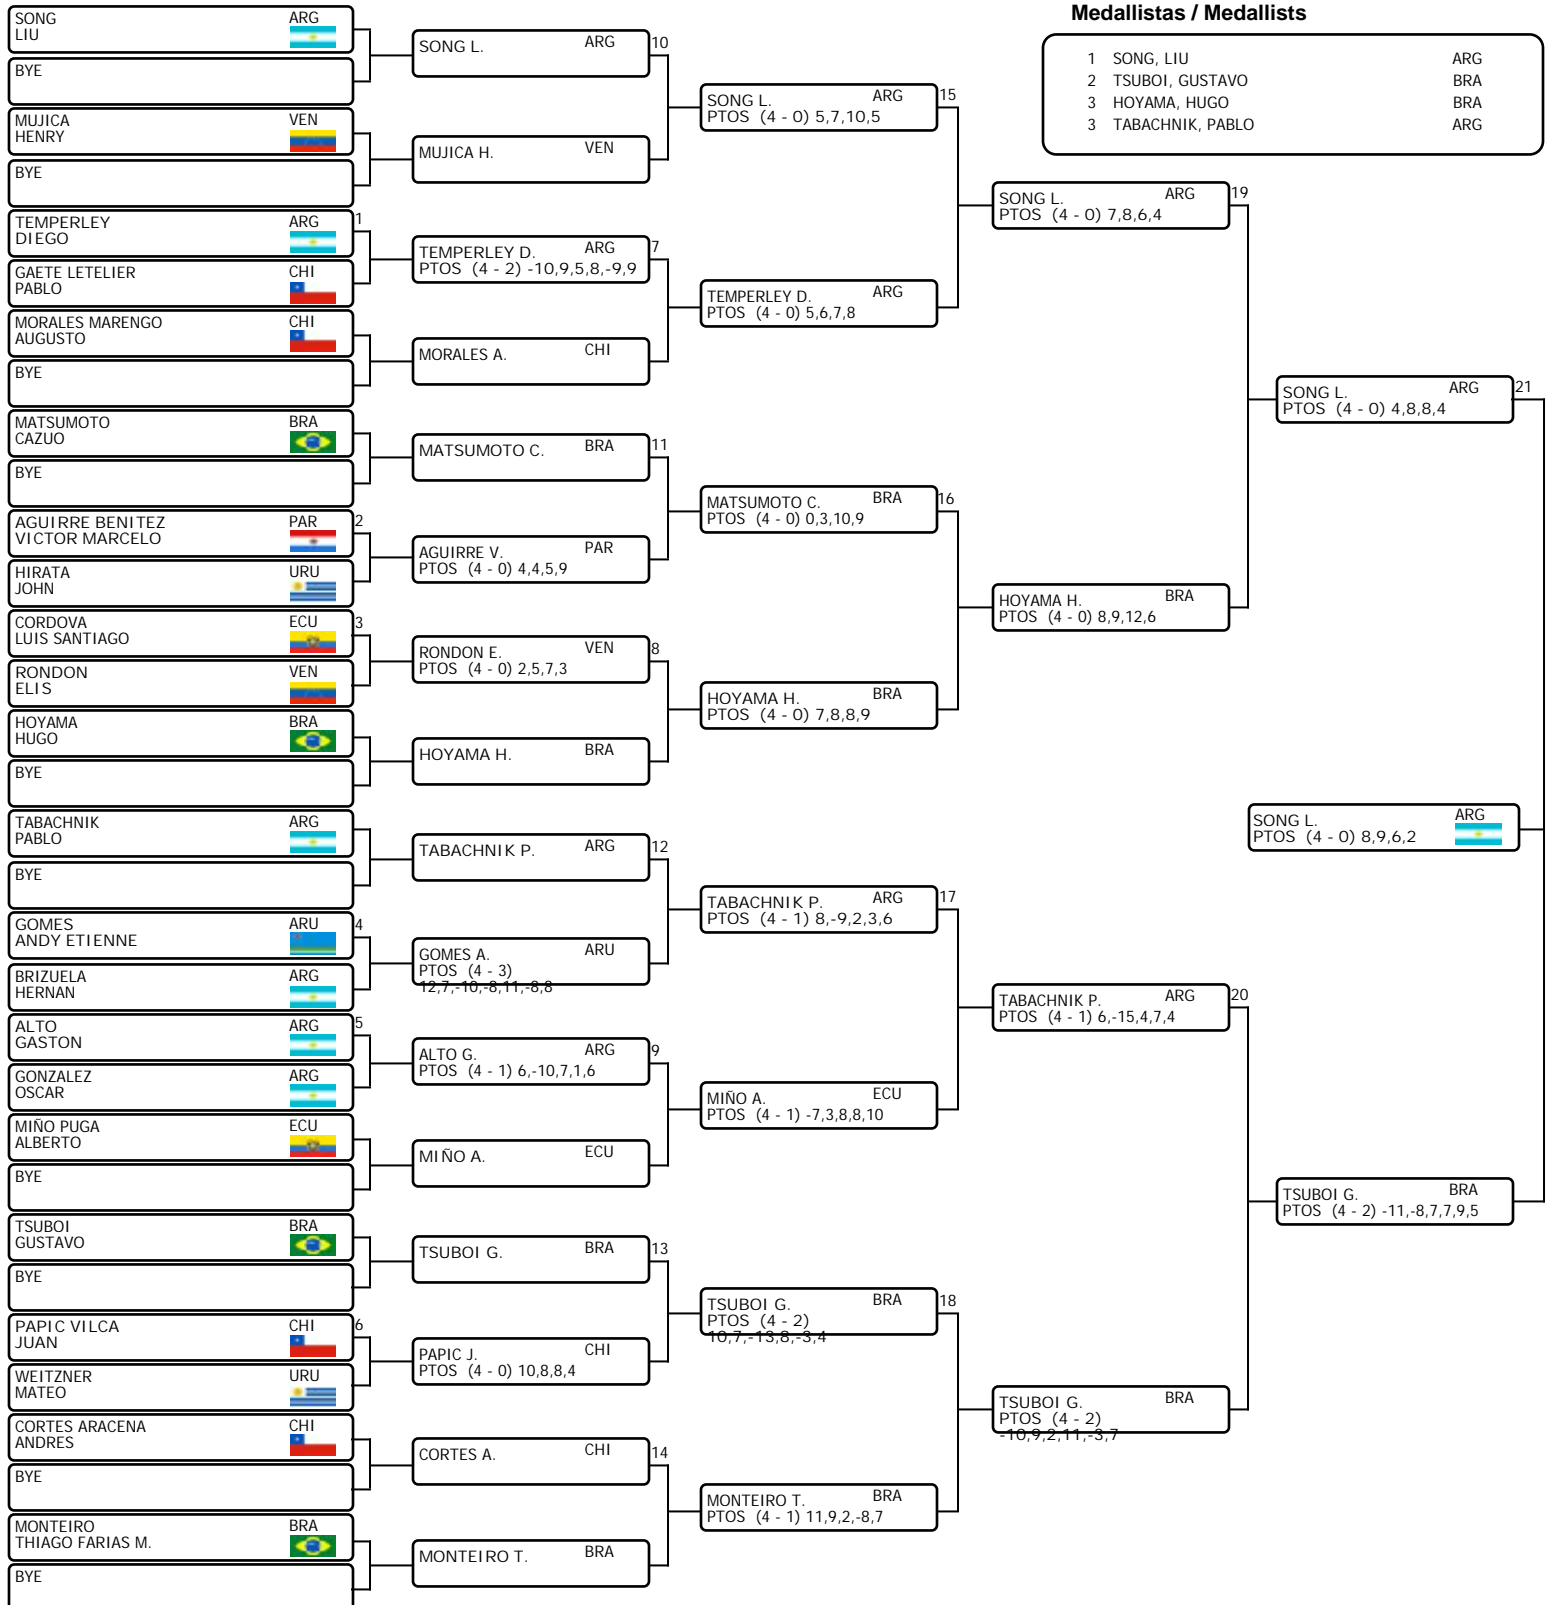 Medallistas / Medallists
1 SONG, LIU ARG
2 TSUBOI, GUSTAVO BRA
3 HOYAMA, HUGO BRA
3 TABACHNIK, PABLO ARG
SONG ARG
LIU
BYE
MUJICA VEN
HENRY
BYE
TEMPERLEY ARG 1
DIEGO
GAETE LETELIER CHI
PABLO
MORALES MARENGO CHI
AUGUSTO
BYE
MATSUMOTO BRA
CAZUO
BYE
AGUIRRE BENITEZ PAR 2
VICTOR MARCELO
HIRATA URU
JOHN
CORDOVA ECU 3
LUIS SANTIAGO
RONDON VEN
ELIS
HOYAMA BRA
HUGO
BYE
TABACHNIK ARG
PABLO
BYE
GOMES ARU 4
ANDY ETIENNE
BRIZUELA ARG
HERNAN
ALTO ARG 5
GASTON
GONZALEZ ARG
OSCAR
MIÑO PUGA ECU
ALBERTO
BYE
TSUBOI BRA
GUSTAVO
BYE
PAPIC VILCA CHI 6
JUAN
WEITZNER URU
MATEO
CORTES ARACENA CHI
ANDRES
BYE
MONTEIRO BRA
THIAGO FARIAS M.
BYE
SONG L. ARG 10
MUJICA H. VEN
TEMPERLEY D. ARG 7
PTOS (4 - 2) -10,9,5,8,-9,9
MORALES A. CHI
MATSUMOTO C. BRA 11
AGUIRRE V. PAR
PTOS (4 - 0) 4,4,5,9
RONDON E. VEN 8
PTOS (4 - 0) 2,5,7,3
HOYAMA H. BRA
TABACHNIK P. ARG 12
GOMES A. ARU
PTOS (4 - 3)
12,7,-10,-8,11,-8,8
ALTO G. ARG 9
PTOS (4 - 1) 6,-10,7,1,6
MIÑO A. ECU
TSUBOI G. BRA 13
PAPIC J. CHI
PTOS (4 - 0) 10,8,8,4
CORTES A. CHI 14
MONTEIRO T. BRA
SONG L. ARG 15
PTOS (4 - 0) 5,7,10,5
TEMPERLEY D. ARG
PTOS (4 - 0) 5,6,7,8
MATSUMOTO C. BRA 16
PTOS (4 - 0) 0,3,10,9
HOYAMA H. BRA
PTOS (4 - 0) 7,8,8,9
TABACHNIK P. ARG 17
PTOS (4 - 1) 8,-9,2,3,6
MIÑO A. ECU
PTOS (4 - 1) -7,3,8,8,10
TSUBOI G. BRA 18
PTOS (4 - 2)
10,7,-13,8,-3,4
MONTEIRO T. BRA
PTOS (4 - 1) 11,9,2,-8,7
SONG L. ARG 19
PTOS (4 - 0) 7,8,6,4
HOYAMA H. BRA
PTOS (4 - 0) 8,9,12,6
TABACHNIK P. ARG 20
PTOS (4 - 1) 6,-15,4,7,4
TSUBOI G. BRA
PTOS (4 - 2)
-10,9,2,11,-3,7
SONG L. ARG 21
PTOS (4 - 0) 4,8,8,4
TSUBOI G. BRA
PTOS (4 - 2) -11,-8,7,7,9,5
SONG L. ARG
PTOS (4 - 0) 8,9,6,2